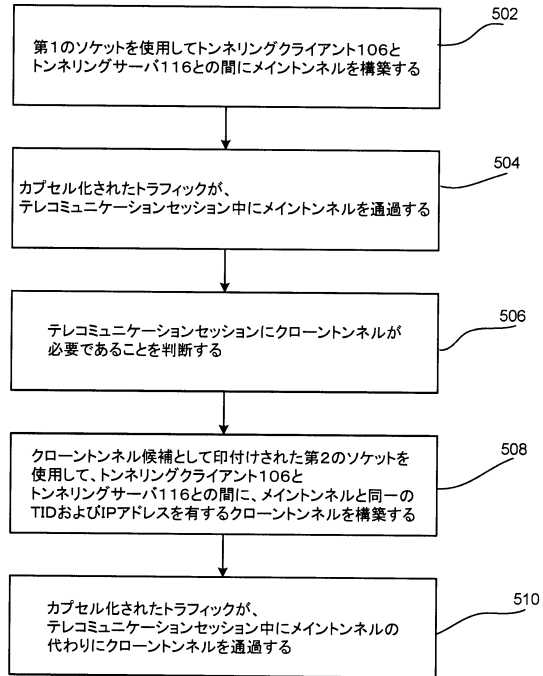 502
第1のソケットを使用してトンネリングクライアント106と
トンネリングサーバ116との間にメイントンネルを構築する
504
カプセル化されたトラフィックが、
テレコミュニケーションセッション中にメイントンネルを通過する
506
テレコミュニケーションセッションにクローントンネルが
必要であることを判断する
508
クローントンネル候補として印付けされた第2のソケットを
使用して、トンネリングクライアント106と
トンネリングサーバ116との間に、メイントンネルと同一の
TIDおよびIPアドレスを有するクローントンネルを構築する
510
カプセル化されたトラフィックが、
テレコミュニケーションセッション中にメイントンネルの
代わりにクローントンネルを通過する